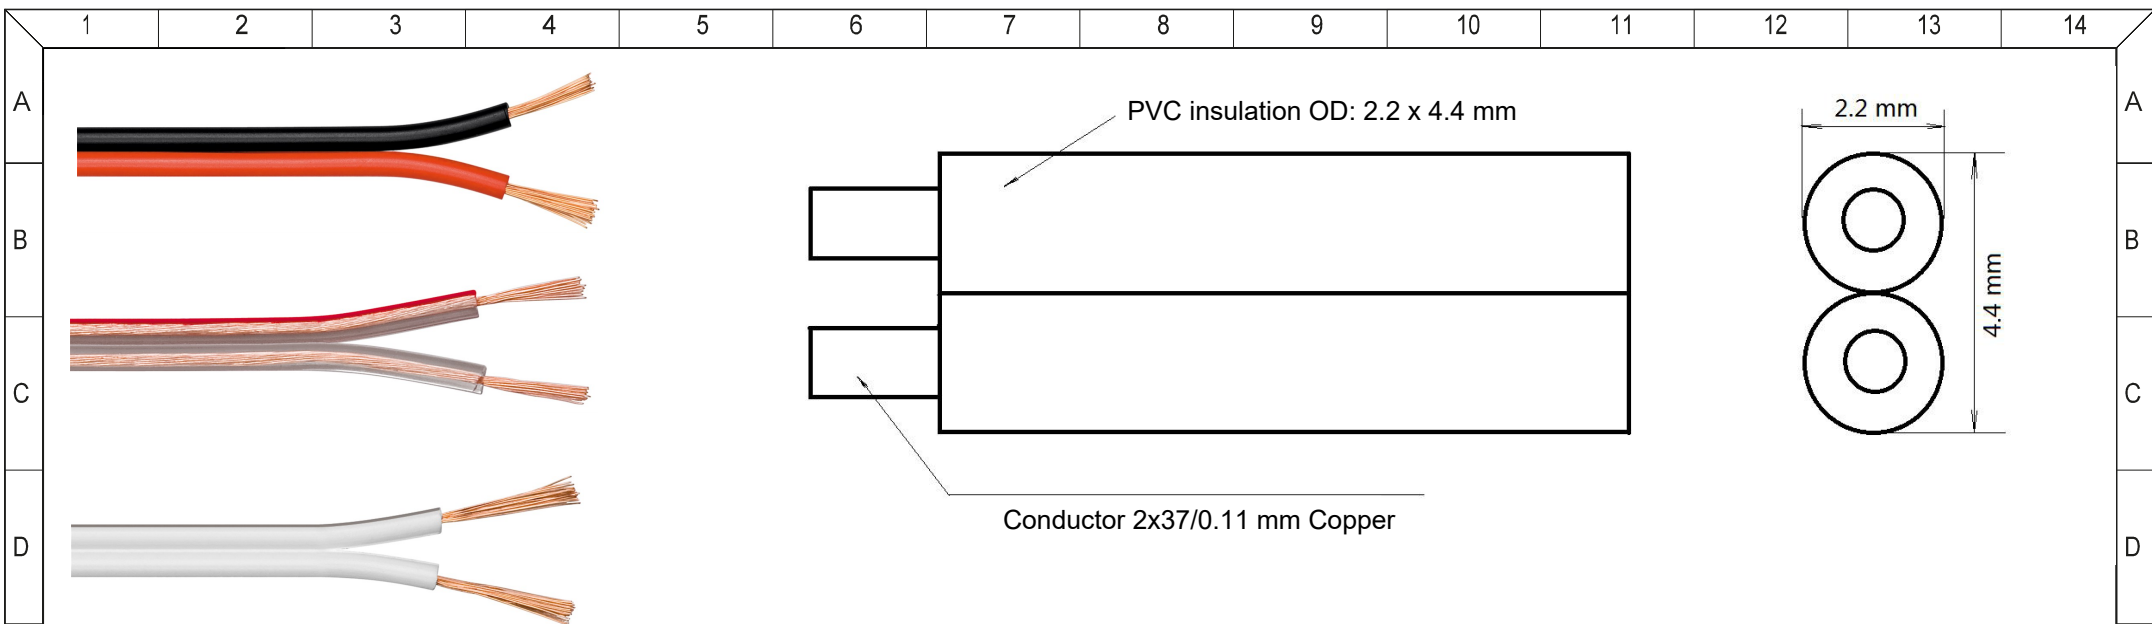 1 2 3 4 5 6 7 8 9 10 11 12 13 14
A A
PVC insulation OD: 2.2 x 4.4 mm
2.2 mm
B B
4.4 mm
C C
Conductor 2x37/0.11 mm Copper
D D